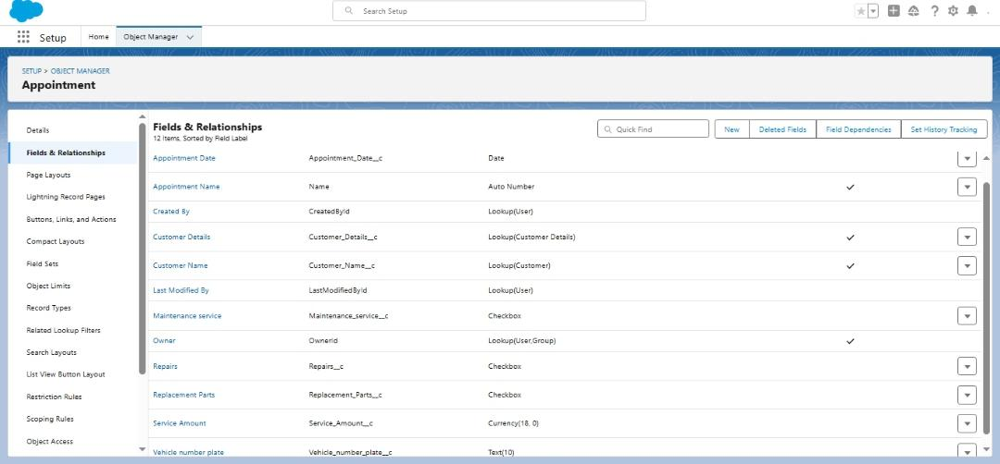 Search Setup
Setup
Home
Object Manager
SETUP > OBJECT MANAGER
Appointment
Details
Fields & Relationships
Page Layouts
Lightning Record Pages
Buttons, Links, and Actions
Compact Layouts
Field Sets
Object Limits
Record Types
Related Lookup Filters
Search Layouts
List View Button Layout
Restriction Rules
Scoping Rules
Object Access
Fields & Relationships
12 Items, Sorted by Field Label
Quick Find
New
Deleted Fields
Field Dependencies
Set History Tracking
Appointment Date Appointment_Date__c Date
Appointment Name Name Auto Number
Created By CreatedById Lookup(User)
Customer Details Customer_Details__c Lookup(Customer Details)
Customer Name Customer_Name__c Lookup(Customer)
Last Modified By LastModifiedById Lookup(User)
Maintenance service Maintenance_service__c Checkbox
Owner OwnerId Lookup(User,Group)
Repairs Repairs__c Checkbox
Replacement Parts Replacement_Parts__c Checkbox
Service Amount Service_Amount__c Currency(18, 0)
Vehicle number plate Vehicle_number_plate__c Text(10)